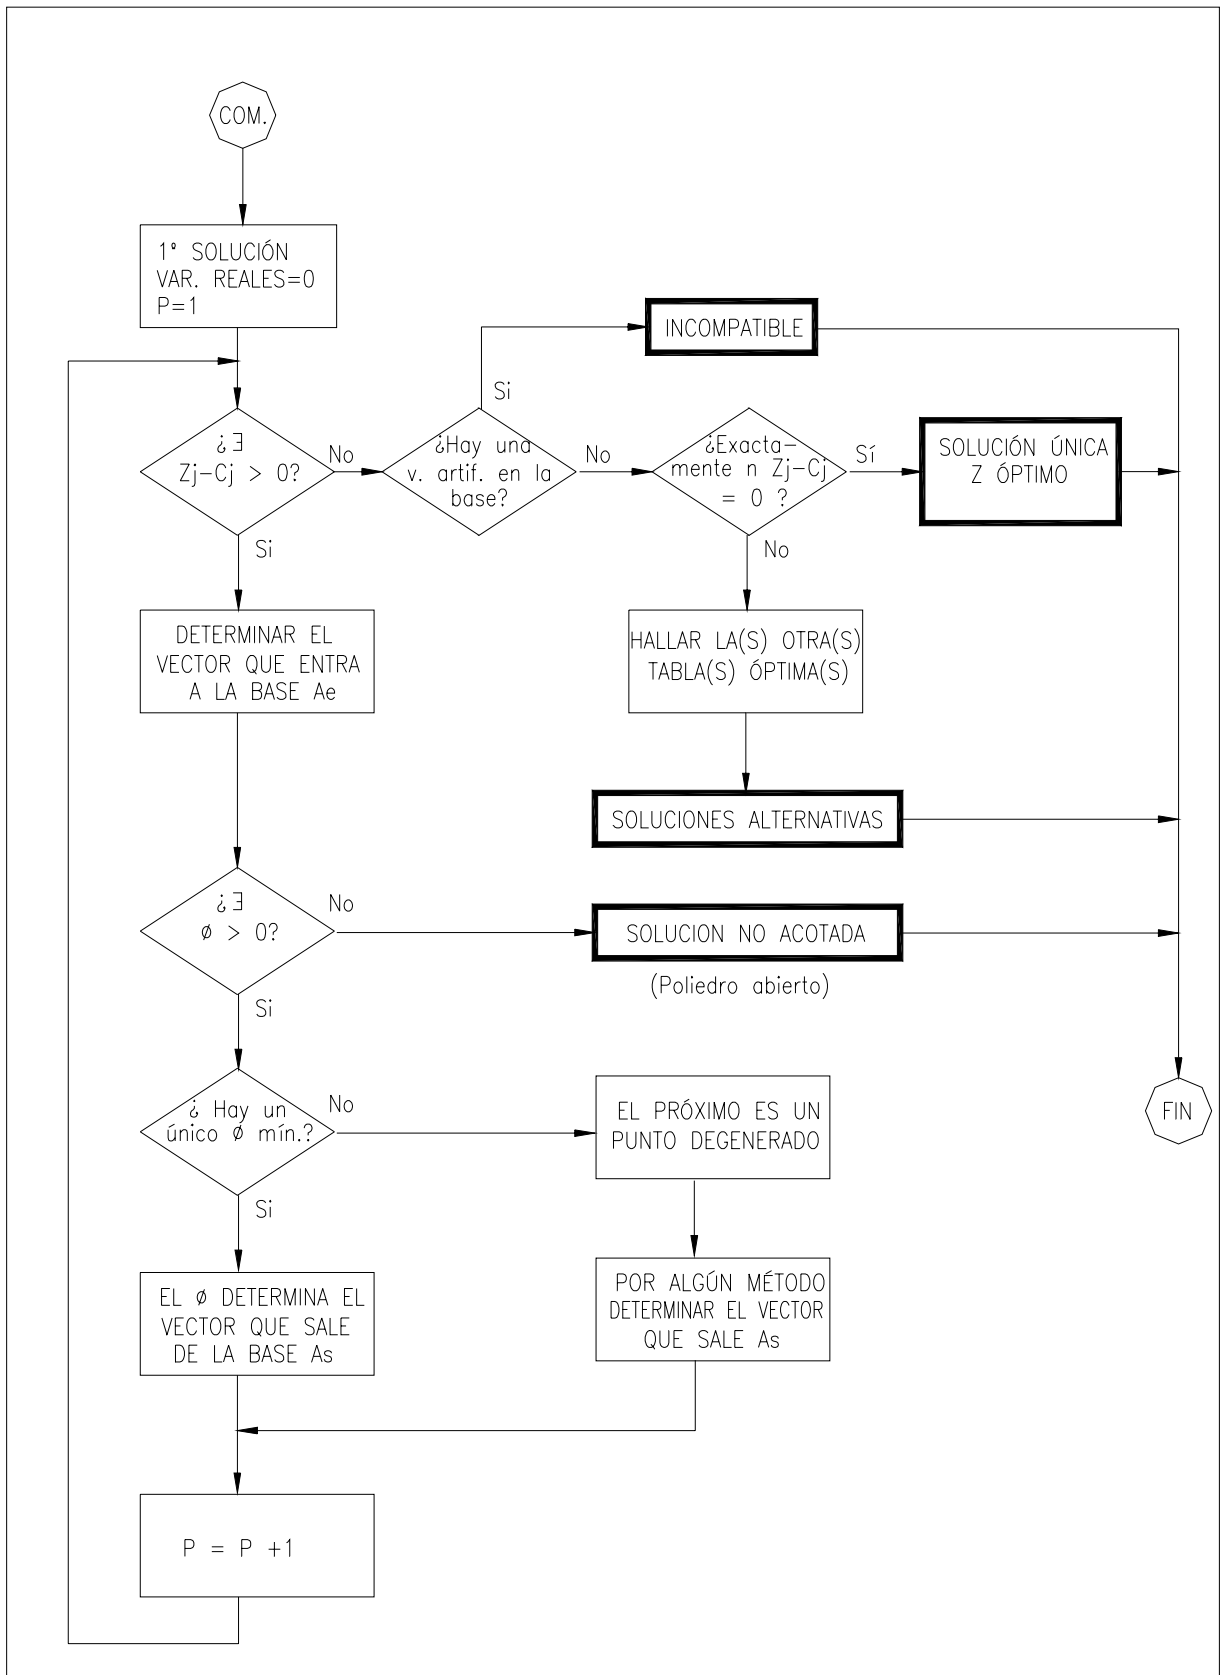 COM.
1° SOLUCIÓN
VAR. REALES=0
P=1
INCOMPATIBLE
Si
¿∃
Zj-Cj > 0?
No
¿Hay una
v. artif. en la
base?
No
¿Exacta-
mente n Zj-Cj
= 0 ?
Sí
SOLUCIÓN ÚNICA
Z ÓPTIMO
Si
No
DETERMINAR EL
VECTOR QUE ENTRA
A LA BASE Ae
HALLAR LA(S) OTRA(S)
TABLA(S) ÓPTIMA(S)
SOLUCIONES ALTERNATIVAS
¿∃
ø > 0?
No
SOLUCION NO ACOTADA
(Poliedro abierto)
Si
¿ Hay un
único ø mín.?
No
EL PRÓXIMO ES UN
PUNTO DEGENERADO
FIN
Si
EL ø DETERMINA EL
VECTOR QUE SALE
DE LA BASE As
POR ALGÚN MÉTODO
DETERMINAR EL VECTOR
QUE SALE As
P = P +1